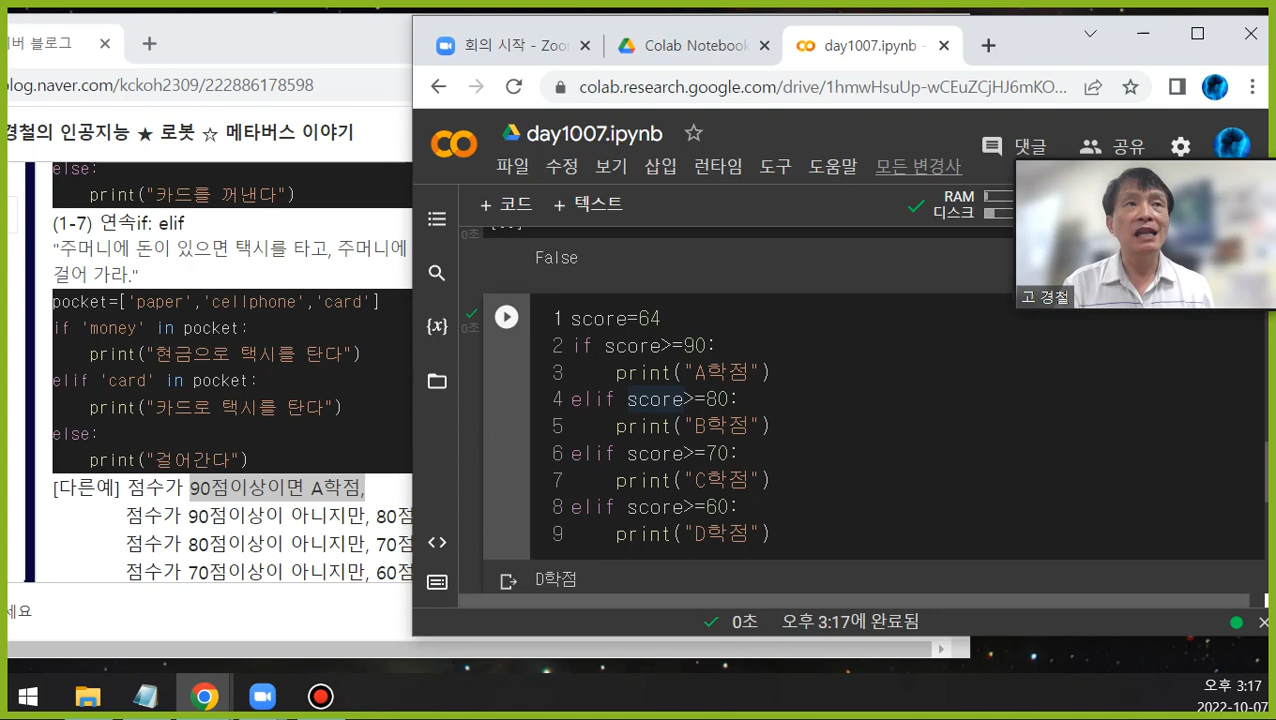 버 블로그
log.naver.com/kckoh2309/222886178598
경철의 인공지능 ★ 로봇 ☆ 메타버스 이야기
else:
print("카드를 꺼낸다")
(1-7) 연속if: elif
"주머니에 돈이 있으면 택시를 타고, 주머니에
걸어 가라."
pocket=['paper','cellphone','card']
if 'money' in pocket:
print("현금으로 택시를 탄다")
elif 'card' in pocket:
print("카드로 택시를 탄다")
else:
print("걸어간다")
[다른예] 점수가 90점이상이면 A학점,
점수가 90점이상이 아니지만, 80점
점수가 80점이상이 아니지만, 70점
점수가 70점이상이 아니지만, 60점
세요
회의 시작 - Zoo
Colab Notebook
day1007.ipynb -
colab.research.google.com/drive/1hmwHsuUp-wCEuZCjHJ6mKO...
day1007.ipynb
댓글
공유
파일 수정 보기 삽입 런타임 도구 도움말 모든 변경사
+ 코드 + 텍스트
RAM
디스크
0초
False
고 경철
0초
1 score=64
2 if score>=90:
3 print("A학점")
4 elif score>=80:
5 print("B학점")
6 elif score>=70:
7 print("C학점")
8 elif score>=60:
9 print("D학점")
D학점
0초 오후 3:17에 완료됨
오후 3:17
2022-10-07